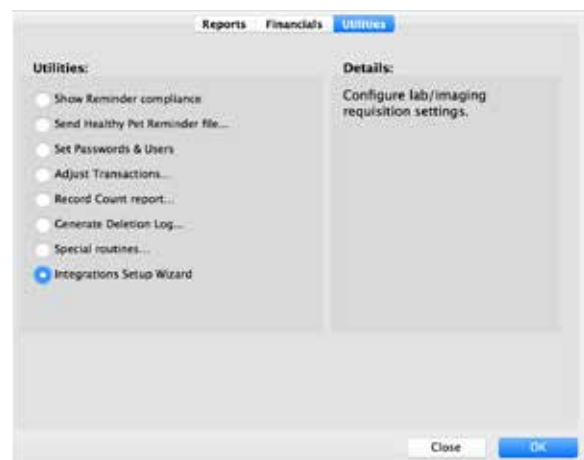 Reports Financials Utilities
Utilities:
Details:
Show Reminder compliance
Configure lab/imaging
requisition settings.
Send Healthy Pet Reminder file...
Set Passwords & Users
Adjust Transactions...
Record Count report...
Generate Deletion Log...
Special routines...
Integrations Setup Wizard
Close OK